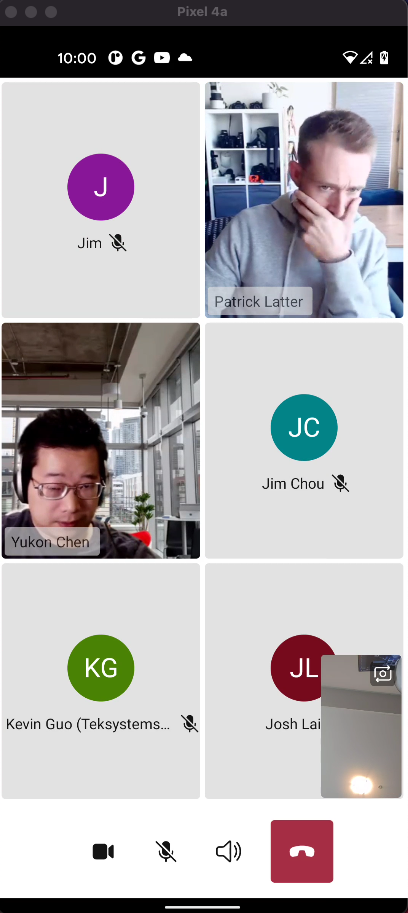 Pixel 4a
10:00
J
Jim
Patrick Latter
Yukon Chen
JC
Jim Chou
KG
Kevin Guo (Teksystems...
JL
Josh Lai